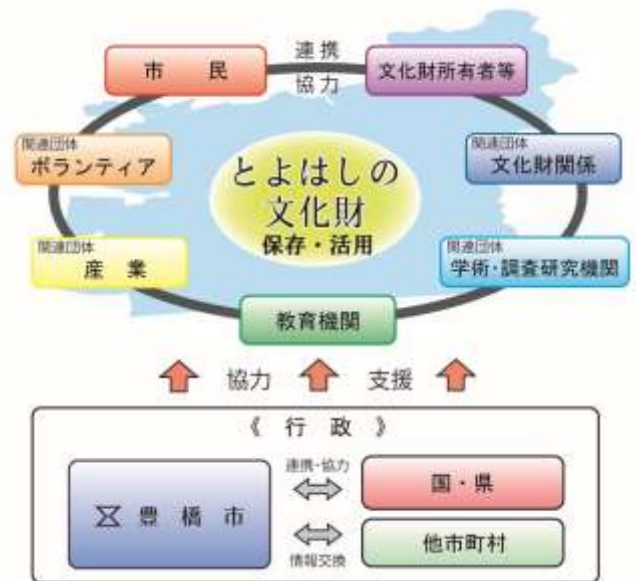 連携
協力
市民
文化財所有者等
関連団体
ボランティア
関連団体
文化財関係
とよはしの
文化財
保存・活用
関連団体
産業
関連団体
学術・調査研究機関
教育機関
協力 支援
《 行政 》
豊橋市
連携・協力
国・県
情報交換
他市町村